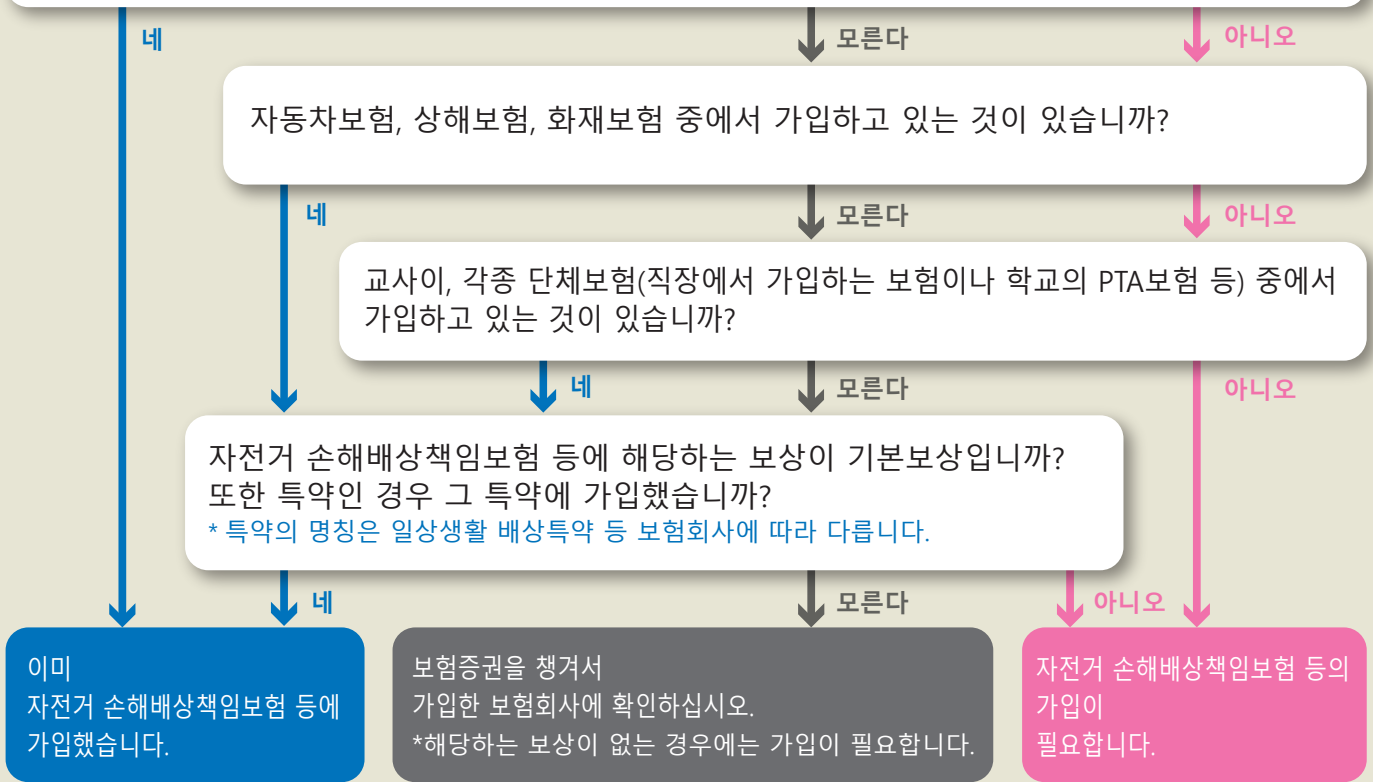 네
모른다
아니오
자동차보험, 상해보험, 화재보험 중에서 가입하고 있는 것이 있습니까?
네
모른다
아니오
교사이, 각종 단체보험(직장에서 가입하는 보험이나 학교의 PTA보험 등) 중에서
가입하고 있는 것이 있습니까?
네
모른다
아니오
자전거 손해배상책임보험 등에 해당하는 보상이 기본보상입니까?
또한 특약인 경우 그 특약에 가입했습니까?
* 특약의 명칭은 일상생활 배상특약 등 보험회사에 따라 다릅니다.
네
모른다
아니오
이미
자전거 손해배상책임보험 등에
가입했습니다.
보험증권을 챙겨서
가입한 보험회사에 확인하십시오.
*해당하는 보상이 없는 경우에는 가입이 필요합니다.
자전거 손해배상책임보험 등의
가입이
필요합니다.